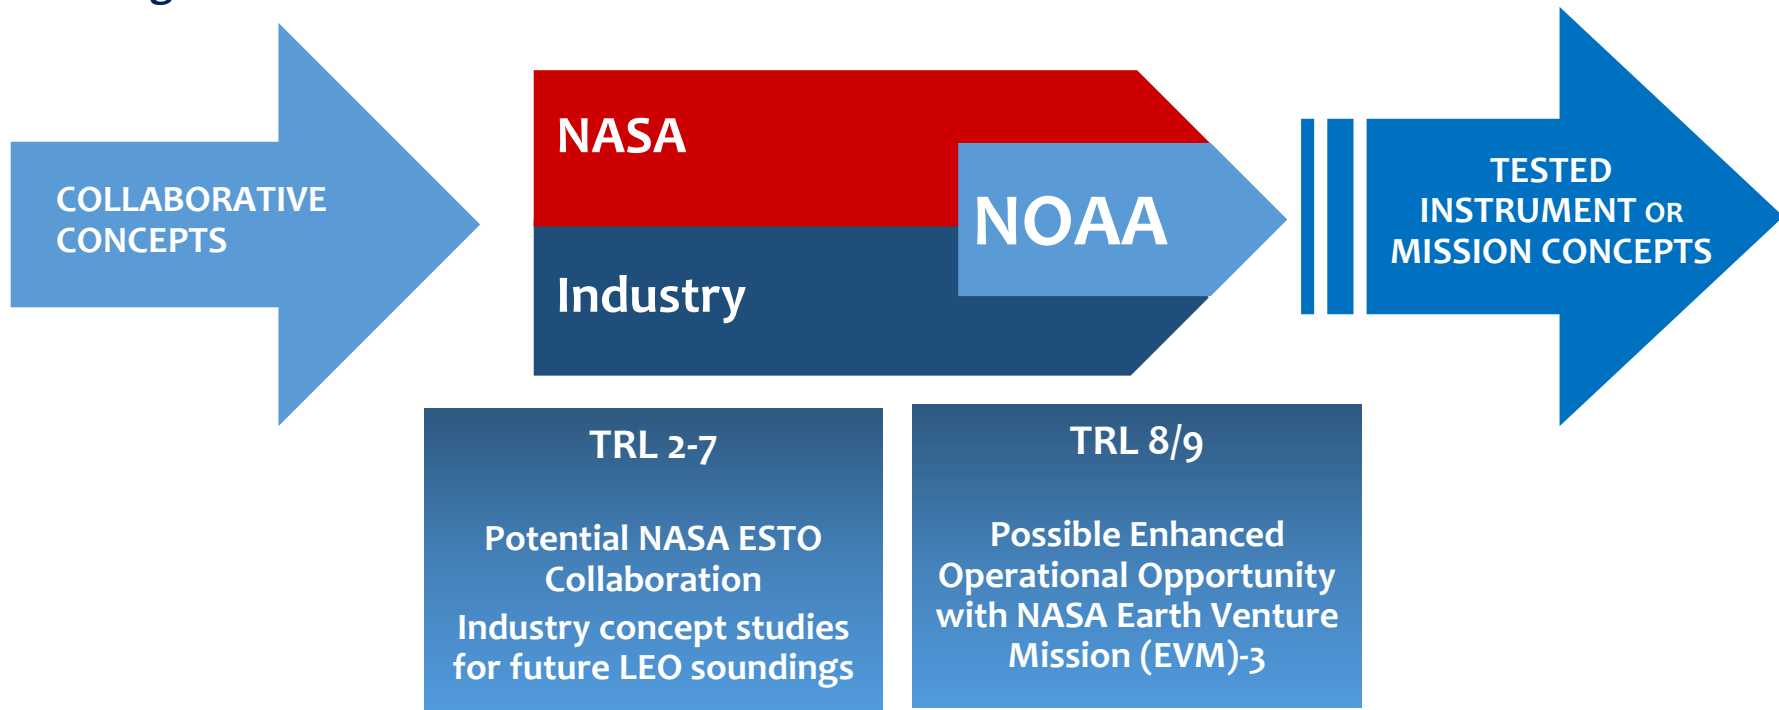 COLLABORATIVE
CONCEPTS
NASA
Industry
NOAA
TESTED
INSTRUMENT OR
MISSION CONCEPTS
TRL 2-7
Potential NASA ESTO
Collaboration
Industry concept studies
for future LEO soundings
TRL 8/9
Possible Enhanced
Operational Opportunity
with NASA Earth Venture
Mission (EVM)-3